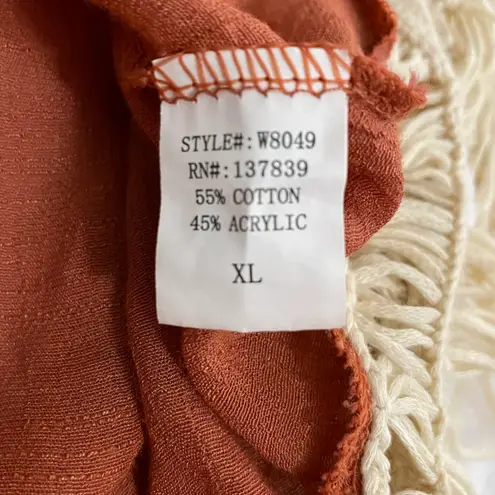 STYLE#: W8049
RN#: 137839
55% COTTON
45% ACRYLIC
XL